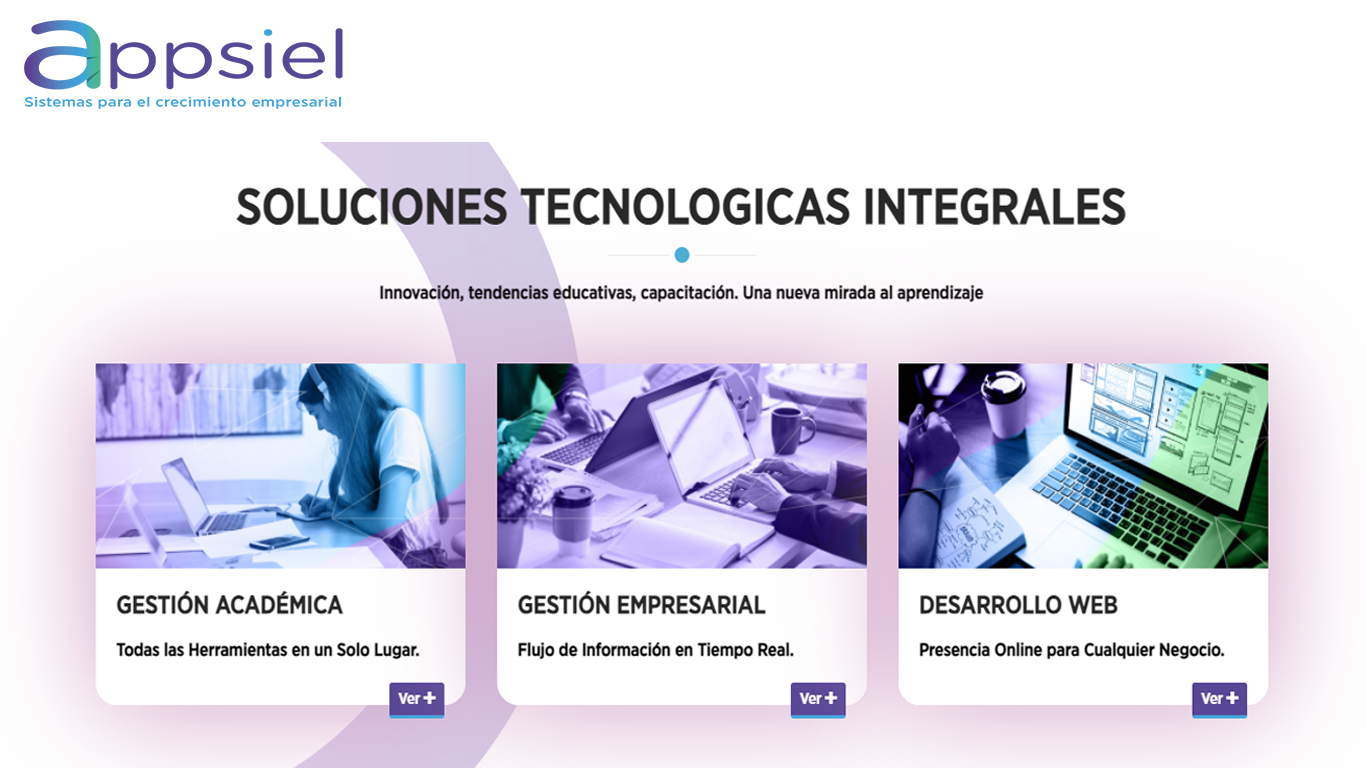 appsiel
Sistemas para el crecimiento empresarial
SOLUCIONES TECNOLOGICAS INTEGRALES
Innovación, tendencias educativas, capacitación. Una nueva mirada al aprendizaje
GESTIÓN ACADÉMICA
Todas las Herramientas en un Solo Lugar.
Ver +
GESTIÓN EMPRESARIAL
Flujo de Información en Tiempo Real.
Ver +
DESARROLLO WEB
Presencia Online para Cualquier Negocio.
Ver +